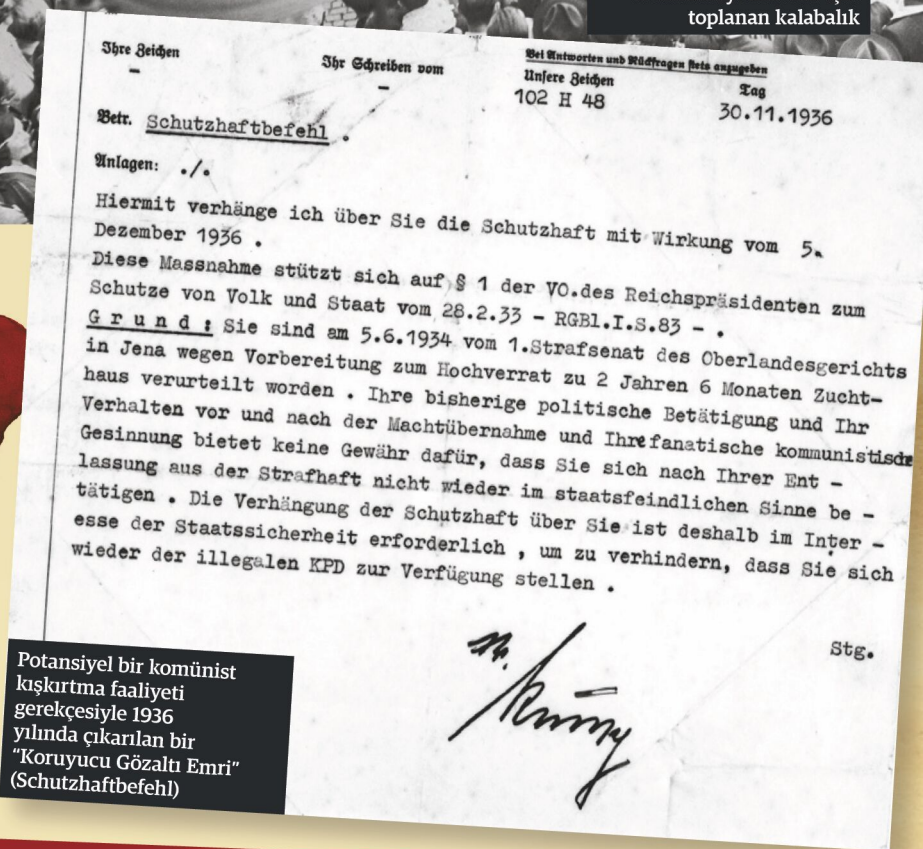 toplanan kalabalık
Ihre Zeichen
–
Ihr Schreiben vom
–
Bei Antworten und Rückfragen stets anzugeben
Unsere Zeichen
102 H 48
Tag
30.11.1936
Betr. Schutzhaftbefehl .
Anlagen: ./.
Hiermit verhänge ich über Sie die Schutzhaft mit Wirkung vom 5.
Dezember 1936 .
Diese Massnahme stützt sich auf § 1 der VO.des Reichspräsidenten zum
Schutze von Volk und Staat vom 28.2.33 – RGBl.I.S.83 – .
G r u n d : Sie sind am 5.6.1934 vom 1.Strafsenat des Oberlandesgerichts
in Jena wegen Vorbereitung zum Hochverrat zu 2 Jahren 6 Monaten Zucht–
haus verurteilt worden . Ihre bisherige politische Betätigung und Ihr
Verhalten vor und nach der Machtübernahme und Ihre fanatische kommunistische
Gesinnung bietet keine Gewähr dafür, dass Sie sich nach Ihrer Ent –
lassung aus der Strafhaft nicht wieder im staatsfeindlichen Sinne be –
tätigen . Die Verhängung der Schutzhaft über Sie ist deshalb im Inter –
esse der Staatssicherheit erforderlich , um zu verhindern, dass Sie sich
wieder der illegalen KPD zur Verfügung stellen .
Stg.
Potansiyel bir komünist
kışkırtma faaliyeti
gerekçesiyle 1936
yılında çıkarılan bir
“Koruyucu Gözaltı Emri”
(Schutzhaftbefehl)